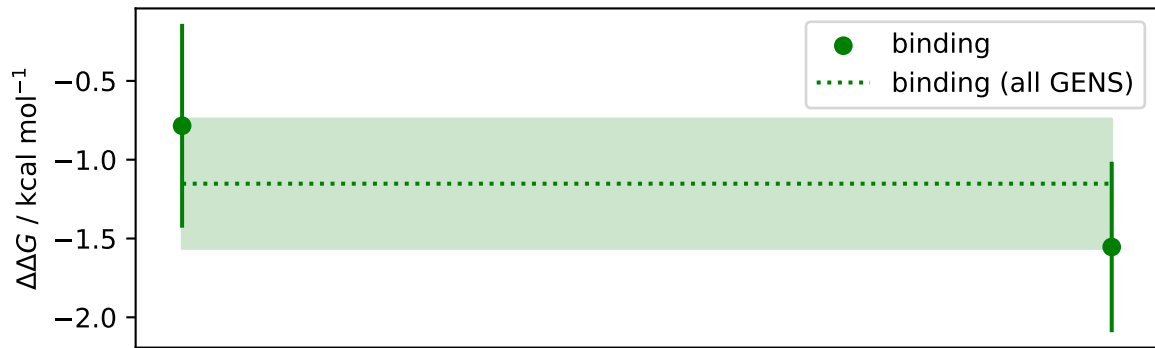 binding
binding (all GENS)
ΔΔG / kcal mol⁻¹
−0.5
−1.0
−1.5
−2.0